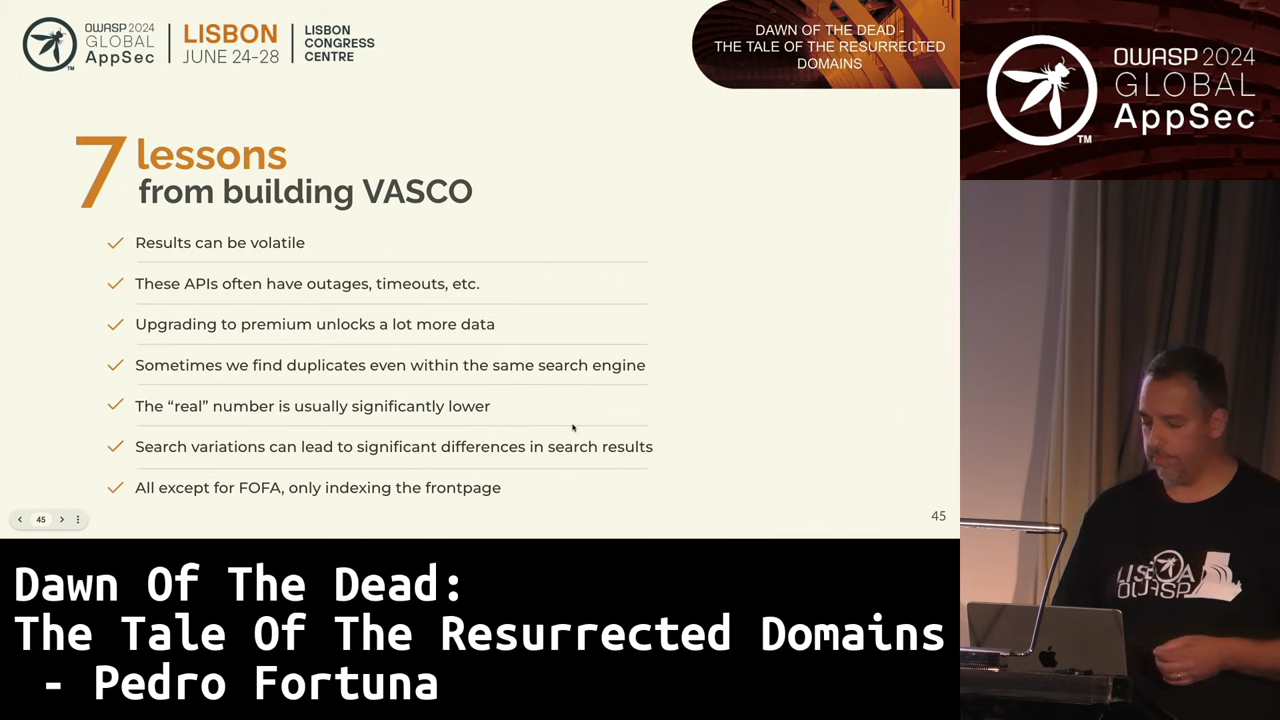 OWASP 2024
GLOBAL
AppSec
TM
LISBON
JUNE 24-28
LISBON
CONGRESS
CENTRE
DAWN OF THE DEAD -
THE TALE OF THE RESURRECTED
DOMAINS
OWASP 2024
GLOBAL
AppSec
TM
7 lessons
from building VASCO
Results can be volatile
These APIs often have outages, timeouts, etc.
Upgrading to premium unlocks a lot more data
Sometimes we find duplicates even within the same search engine
The “real” number is usually significantly lower
Search variations can lead to significant differences in search results
All except for FOFA, only indexing the frontpage
45
45
LISBOA
OWASP
Dawn Of The Dead:
The Tale Of The Resurrected Domains
- Pedro Fortuna